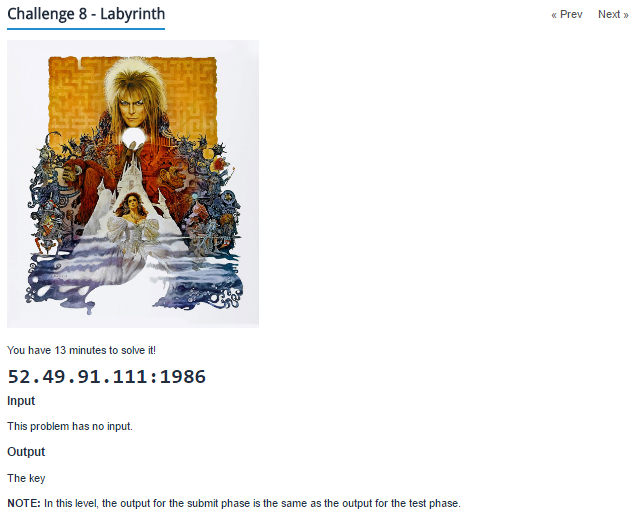 Challenge 8 - Labyrinth
« Prev Next »
You have 13 minutes to solve it!
52.49.91.111:1986
Input
This problem has no input.
Output
The key
NOTE: In this level, the output for the submit phase is the same as the output for the test phase.